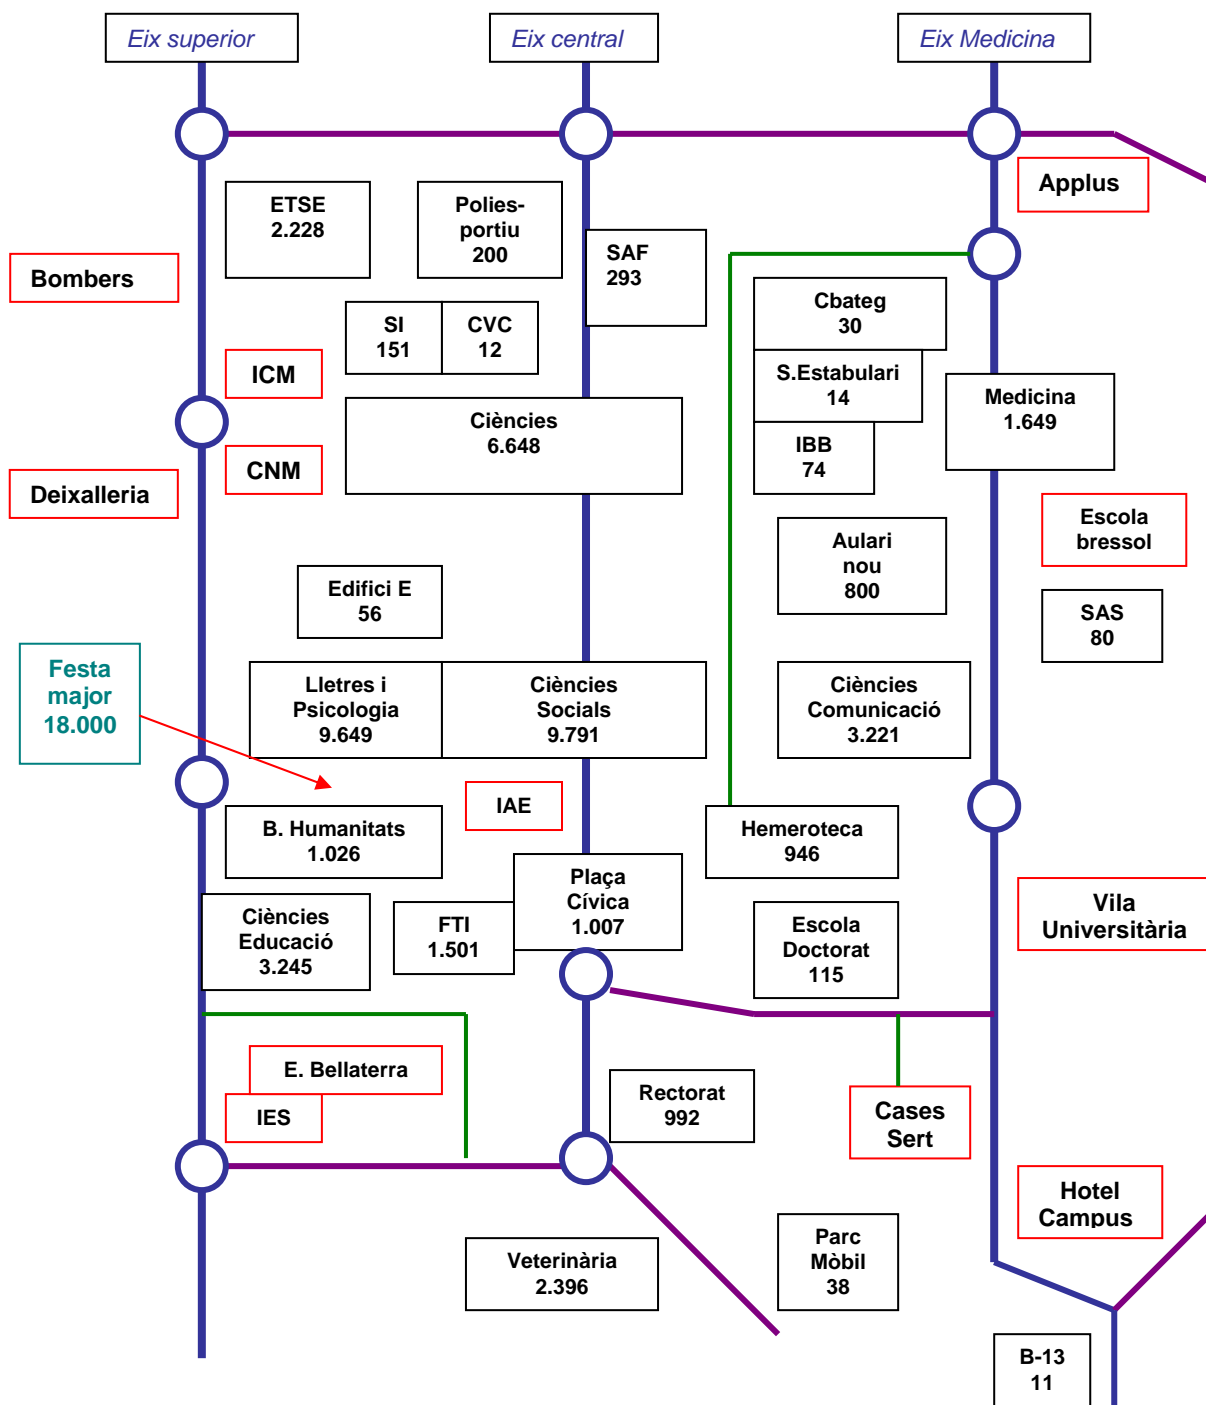 Eix superior
Eix central
Eix Medicina
Applus
ETSE
2.228
Polies-
portiu
200
SAF
293
Bombers
Cbateg
30
SI
151
CVC
12
ICM
S.Estabulari
14
Medicina
1.649
Ciències
6.648
IBB
74
CNM
Deixalleria
Escola
bressol
Aulari
nou
800
Edifici E
56
SAS
80
Festa
major
18.000
Lletres i
Psicologia
9.649
Ciències
Socials
9.791
Ciències
Comunicació
3.221
IAE
B. Humanitats
1.026
Hemeroteca
946
Plaça
Cívica
1.007
Ciències
Educació
3.245
FTI
1.501
Escola
Doctorat
115
Vila
Universitària
E. Bellaterra
IES
Rectorat
992
Cases
Sert
Hotel
Campus
Veterinària
2.396
Parc
Mòbil
38
B-13
11